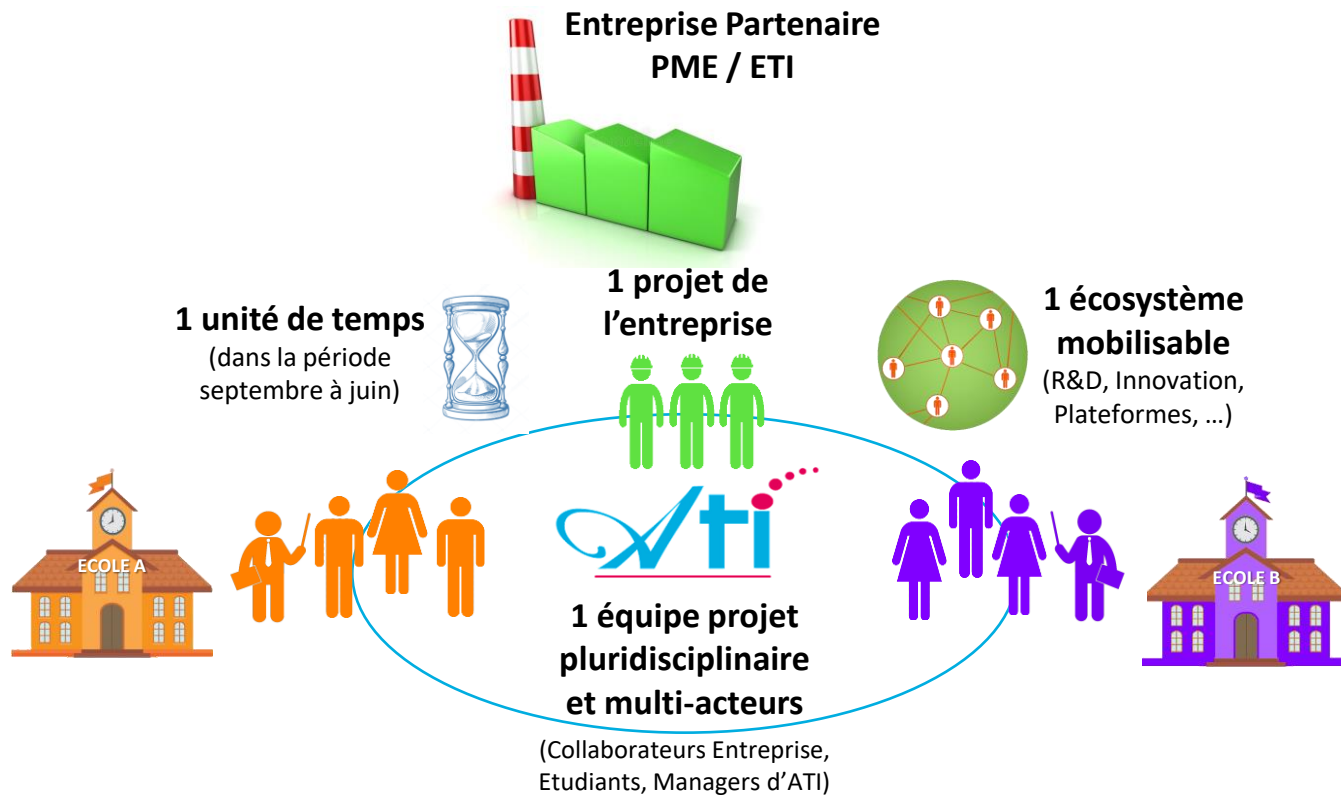 Entreprise Partenaire
PME / ETI
1 projet de
l’entreprise
1 unité de temps
(dans la période
septembre à juin)
1 écosystème
mobilisable
(R&D, Innovation,
Plateformes, …)
ECOLE A
Ati
ECOLE B
1 équipe projet
pluridisciplinaire
et multi-acteurs
(Collaborateurs Entreprise,
Etudiants, Managers d’ATI)